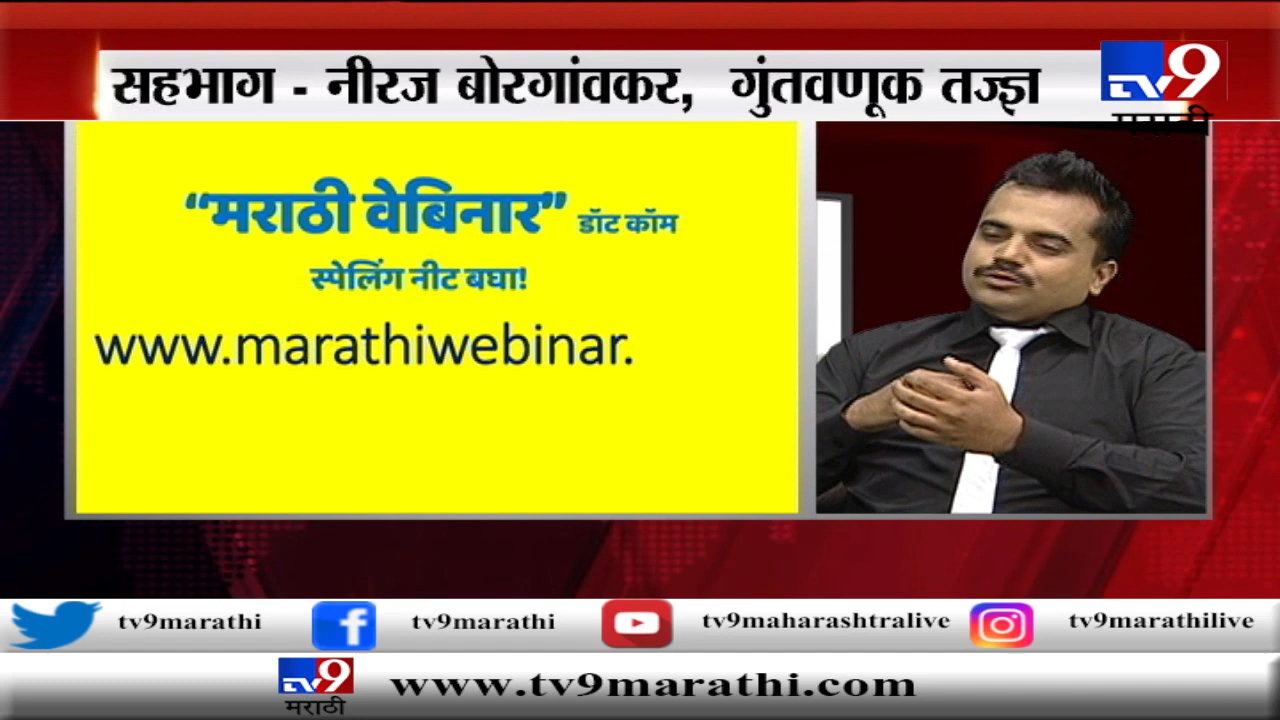 सहभाग - नीरज बोरगांवकर, गुंतवणूक तज्ज्ञ
TV9
मराठी
“मराठी वेबिनार” डॉट कॉम
स्पेलिंग नीट बघा!
www.marathiwebinar.
tv9marathi
tv9marathi
tv9maharashtralive
tv9marathilive
TV9
मराठी
www.tv9marathi.com